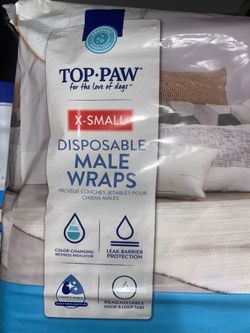 TOP•PAW®
for the love of dogs™
X-SMALL
DISPOSABLE
MALE
WRAPS
PROTÈGE-COUCHES JETABLES POUR
CHIENS MÂLES
COLOR-CHANGING
WETNESS INDICATOR
LEAK-BARRIER
PROTECTION
READJUSTABLE
HOOK & LOOP TABS